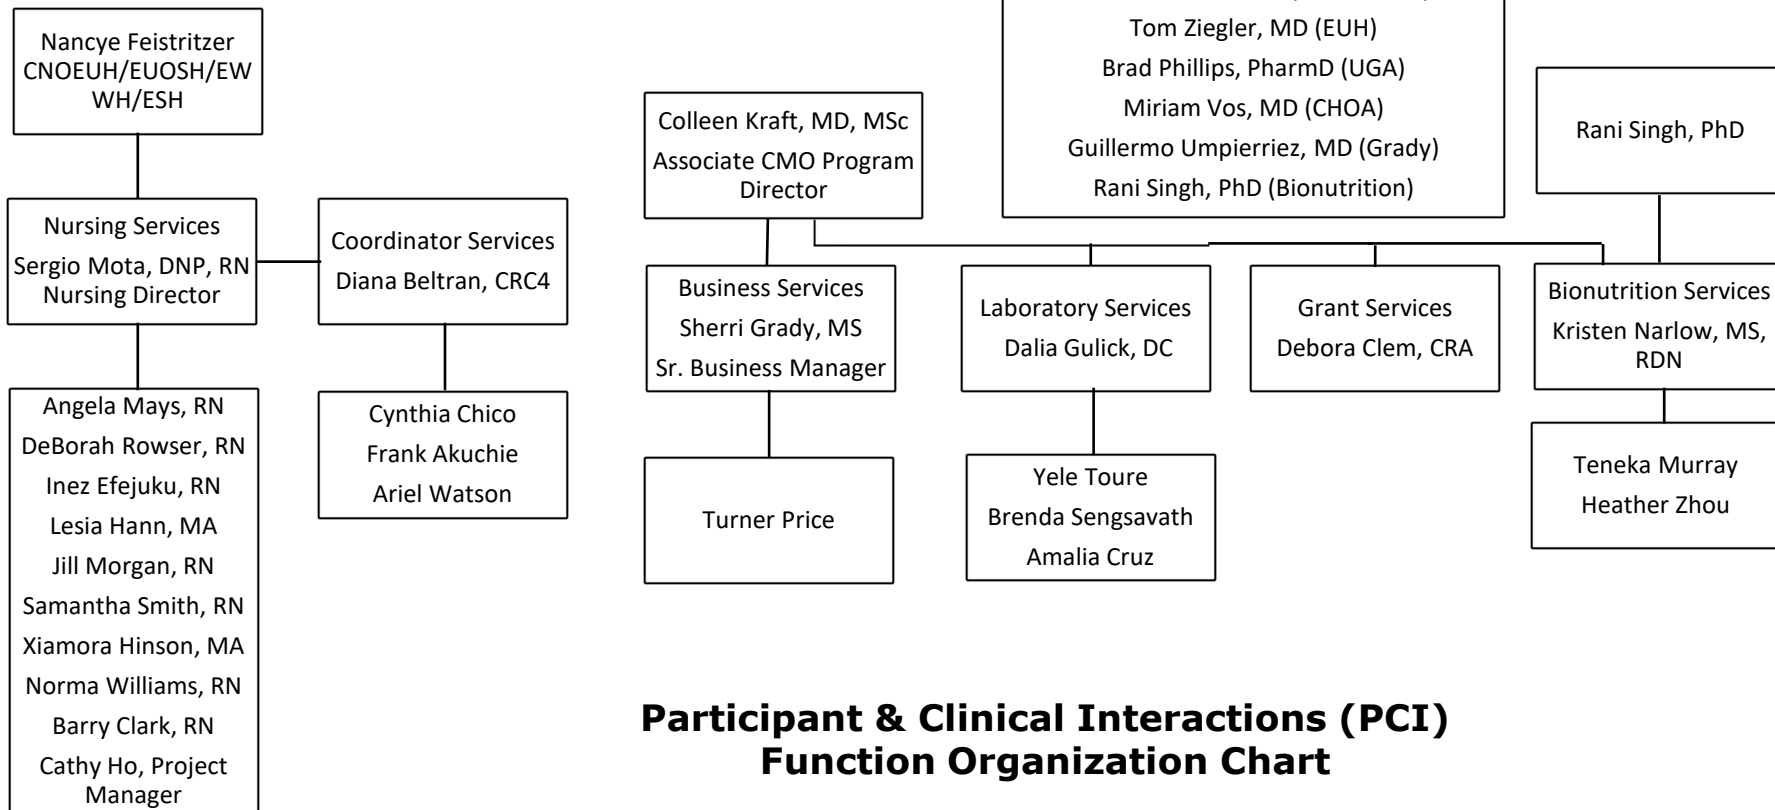 Nancye Feistritzer
CNOEUH/EUOSH/EW
WH/ESH
Nursing Services
Sergio Mota, DNP, RN
Nursing Director
Coordinator Services
Diana Beltran, CRC4
Angela Mays, RN
DeBorah Rowser, RN
Inez Efejuku, RN
Lesia Hann, MA
Jill Morgan, RN
Samantha Smith, RN
Xiamora Hinson, MA
Norma Williams, RN
Barry Clark, RN
Cathy Ho, Project
Manager
Cynthia Chico
Frank Akuchie
Ariel Watson
Colleen Kraft, MD, MSc
Associate CMO Program
Director
Tom Ziegler, MD (EUH)
Brad Phillips, PharmD (UGA)
Miriam Vos, MD (CHOA)
Guillermo Umpierriez, MD (Grady)
Rani Singh, PhD (Bionutrition)
Rani Singh, PhD
Business Services
Sherri Grady, MS
Sr. Business Manager
Laboratory Services
Dalia Gulick, DC
Grant Services
Debora Clem, CRA
Bionutrition Services
Kristen Narlow, MS,
RDN
Turner Price
Yele Toure
Brenda Sengsavath
Amalia Cruz
Teneka Murray
Heather Zhou
Participant & Clinical Interactions (PCI)
Function Organization Chart